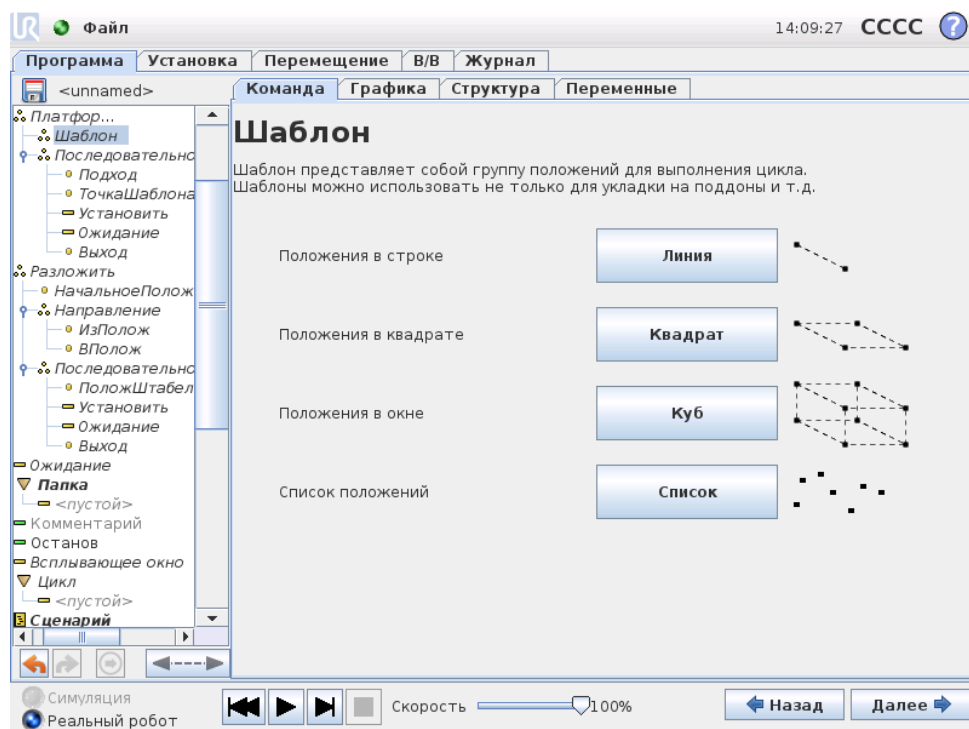 UR Файл 14:09:27 CCCC ?
Программа Установка Перемещение В/В Журнал
<unnamed> Команда Графика Структура Переменные
Платфор...
Шаблон
Последовательно
Подход
ТочкаШаблона
Установить
Ожидание
Выход
Разложить
НачальноеПолож
Направление
ИзПолож
ВПолож
Последовательно
ПоложШтабел
Установить
Ожидание
Выход
Ожидание
Папка
<пустой>
Комментарий
Останов
Всплывающее окно
Цикл
<пустой>
Сценарий
Шаблон
Шаблон представляет собой группу положений для выполнения цикла.
Шаблоны можно использовать не только для укладки на поддоны и т.д.
Положения в строке Линия
Положения в квадрате Квадрат
Положения в окне Куб
Список положений Список
Симуляция
Реальный робот
Скорость 100% Назад Далее